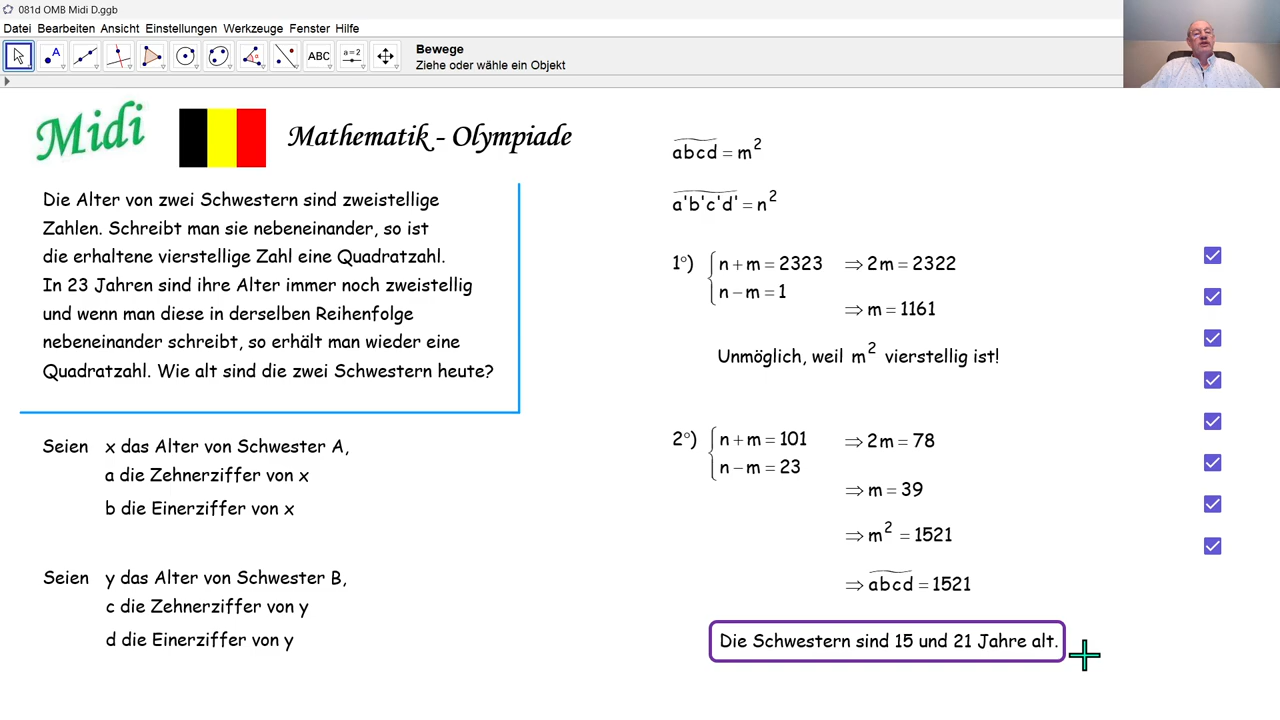 081d OMB Midi D.ggb
Datei Bearbeiten Ansicht Einstellungen Werkzeuge Fenster Hilfe
A
ABC
a=2
Bewege
Ziehe oder wähle ein Objekt
Midi
Mathematik - Olympiade
Die Alter von zwei Schwestern sind zweistellige
Zahlen. Schreibt man sie nebeneinander, so ist
die erhaltene vierstellige Zahl eine Quadratzahl.
In 23 Jahren sind ihre Alter immer noch zweistellig
und wenn man diese in derselben Reihenfolge
nebeneinander schreibt, so erhält man wieder eine
Quadratzahl. Wie alt sind die zwei Schwestern heute?
Seien x das Alter von Schwester A,
a die Zehnerziffer von x
b die Einerziffer von x
Seien y das Alter von Schwester B,
c die Zehnerziffer von y
d die Einerziffer von y
abcd = m²
a'b'c'd' = n²
1°) n + m = 2323 ⇒ 2m = 2322
n − m = 1
⇒ m = 1161
Unmöglich, weil m² vierstellig ist!
2°) n + m = 101 ⇒ 2m = 78
n − m = 23
⇒ m = 39
⇒ m² = 1521
⇒ abcd = 1521
Die Schwestern sind 15 und 21 Jahre alt.